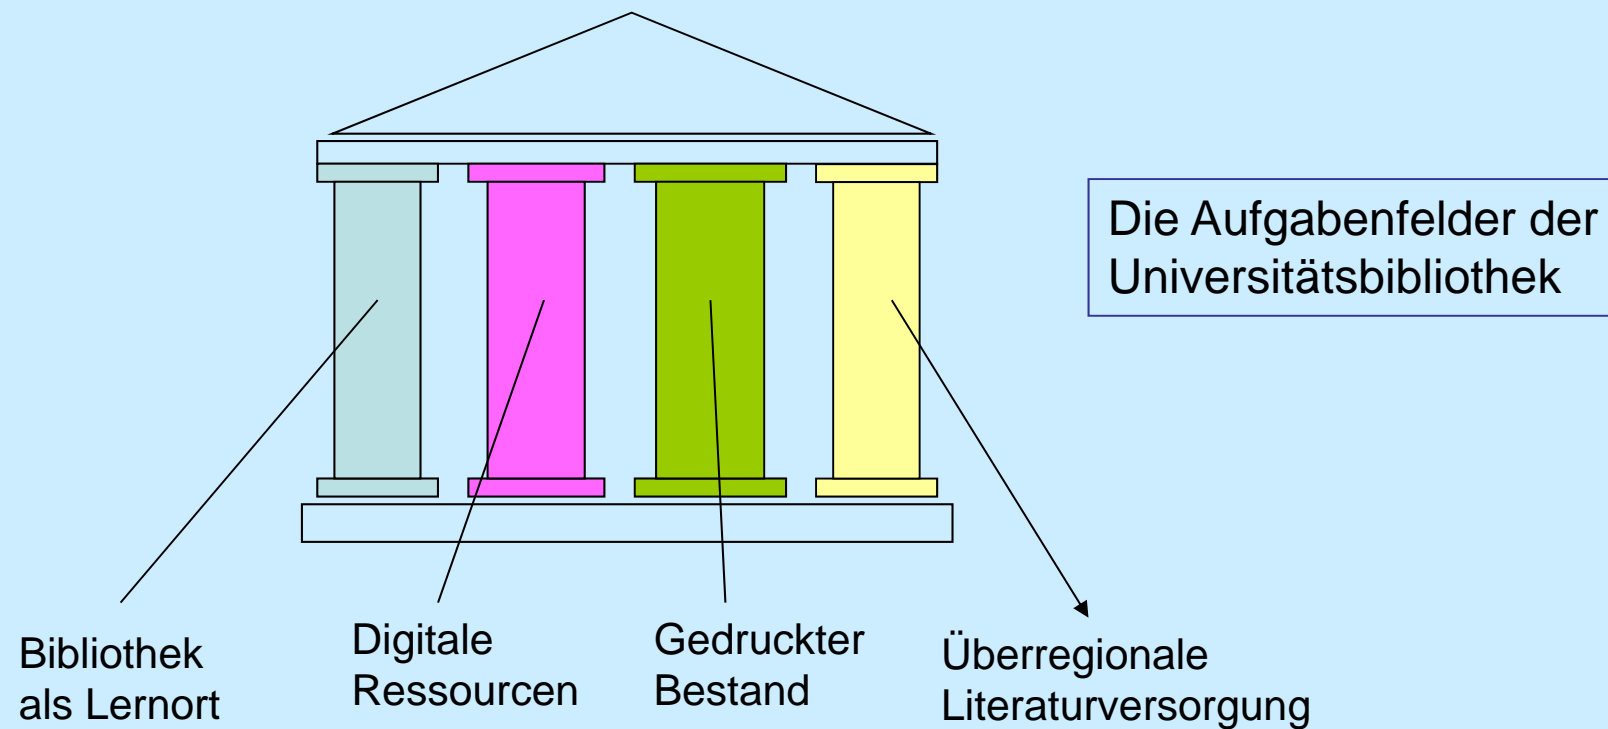 Die Aufgabenfelder der
Universitätsbibliothek
Bibliothek
als Lernort
Digitale
Ressourcen
Gedruckter
Bestand
Überregionale
Literaturversorgung